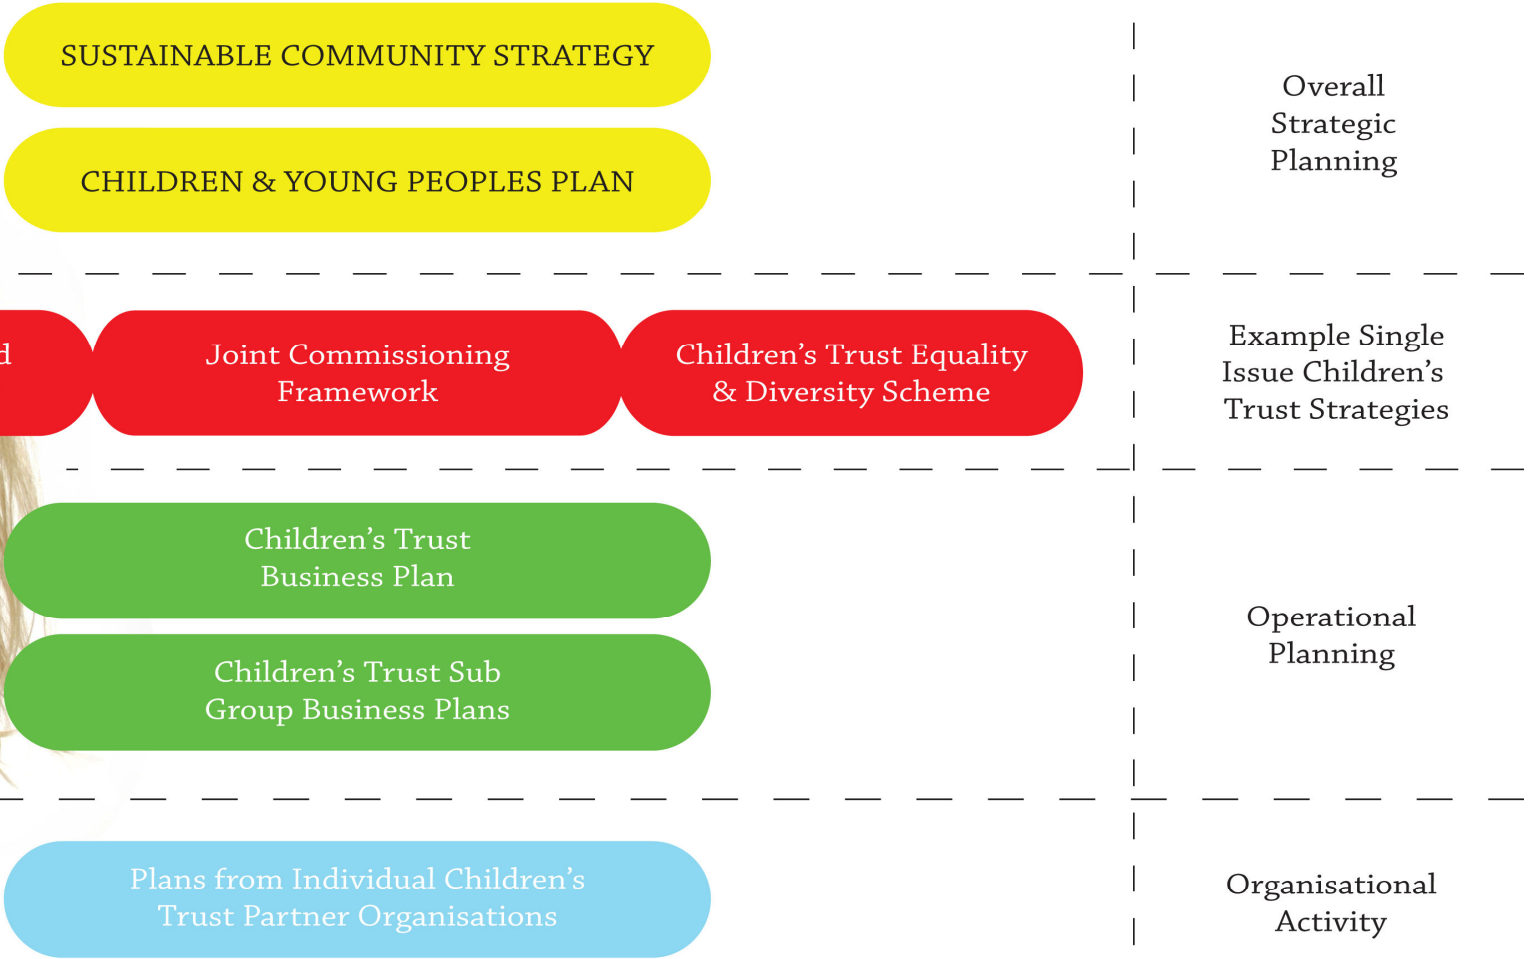 SUSTAINABLE COMMUNITY STRATEGY
CHILDREN & YOUNG PEOPLES PLAN
Overall
Strategic
Planning
d
Joint Commissioning
Framework
Children’s Trust Equality
& Diversity Scheme
Example Single
Issue Children’s
Trust Strategies
Children’s Trust
Business Plan
Children’s Trust Sub
Group Business Plans
Operational
Planning
Plans from Individual Children’s
Trust Partner Organisations
Organisational
Activity